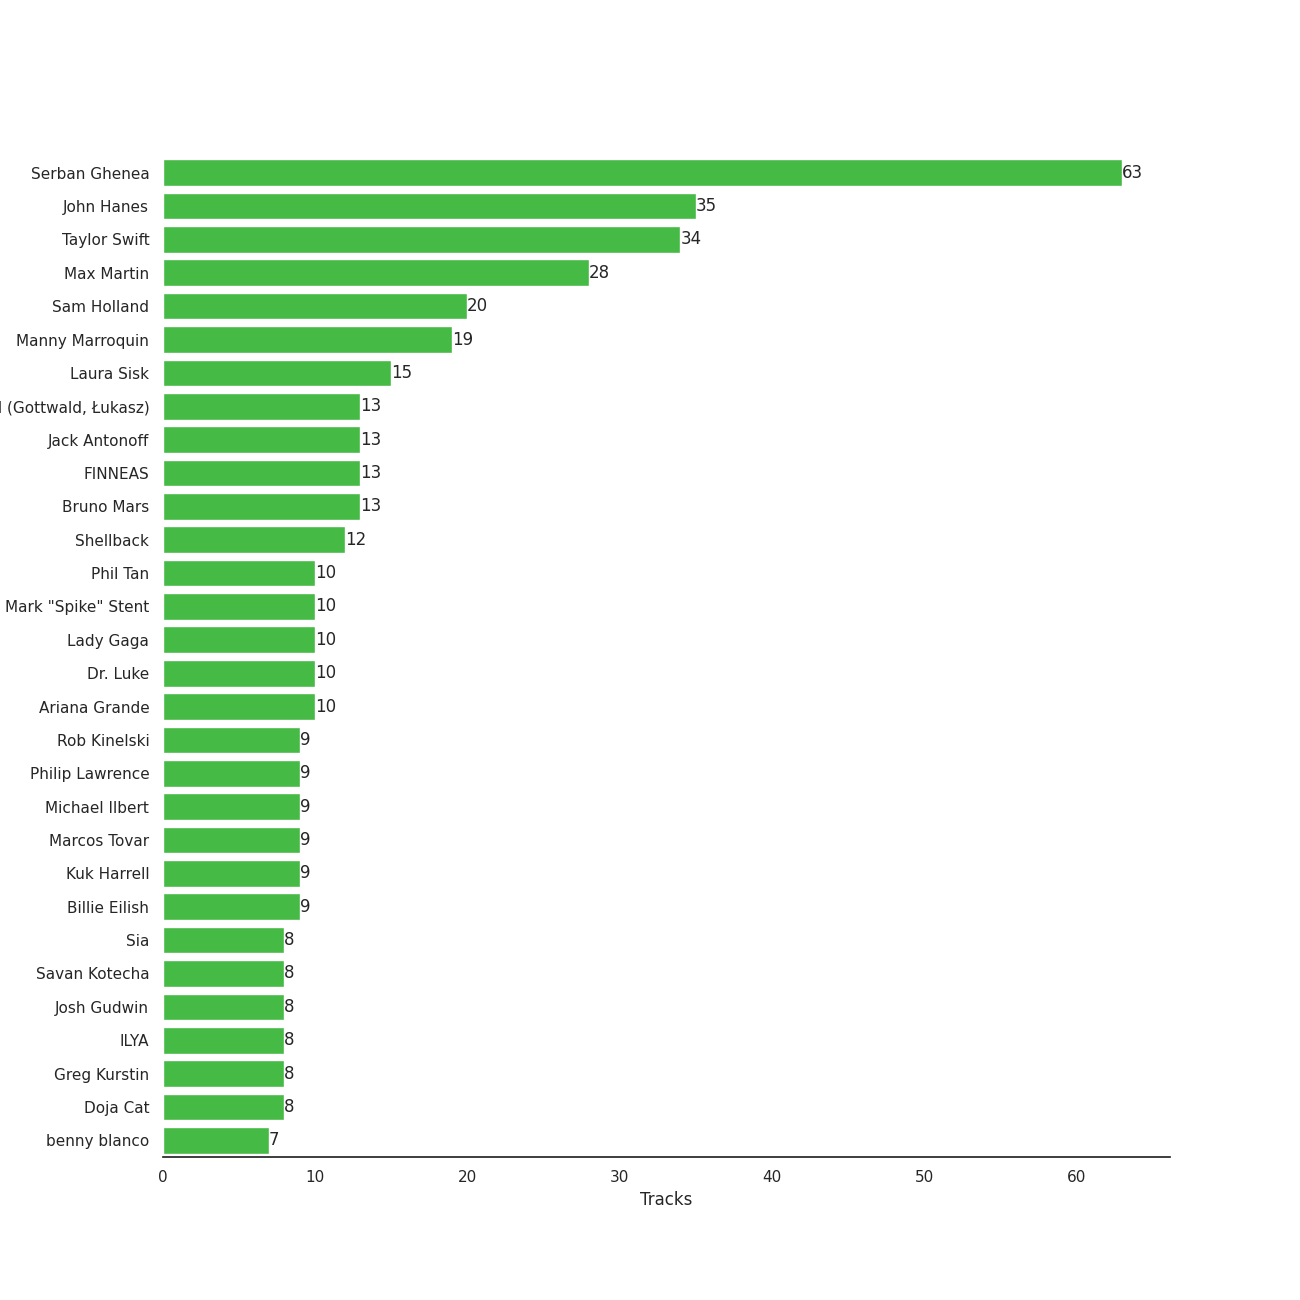 Serban Ghenea 63
John Hanes 35
Taylor Swift 34
Max Martin 28
Sam Holland 20
Manny Marroquin 19
Laura Sisk 15
(Gottwald, Łukasz) 13
Jack Antonoff 13
FINNEAS 13
Bruno Mars 13
Shellback 12
Phil Tan 10
Mark "Spike" Stent 10
Lady Gaga 10
Dr. Luke 10
Ariana Grande 10
Rob Kinelski 9
Philip Lawrence 9
Michael Ilbert 9
Marcos Tovar 9
Kuk Harrell 9
Billie Eilish 9
Sia 8
Savan Kotecha 8
Josh Gudwin 8
ILYA 8
Greg Kurstin 8
Doja Cat 8
benny blanco 7
0 10 20 30 40 50 60
Tracks